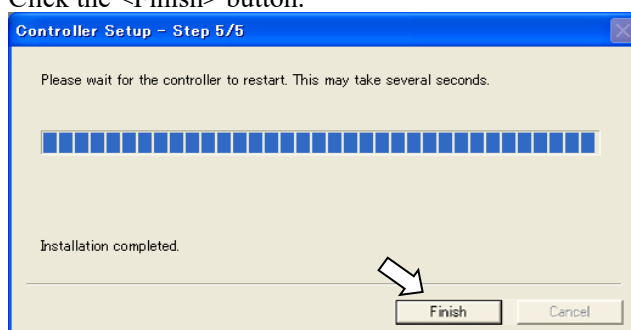 Click the <Finish> button.
Controller Setup - Step 5/5
Please wait for the controller to restart. This may take several seconds.
Installation completed.
Finish
Cancel